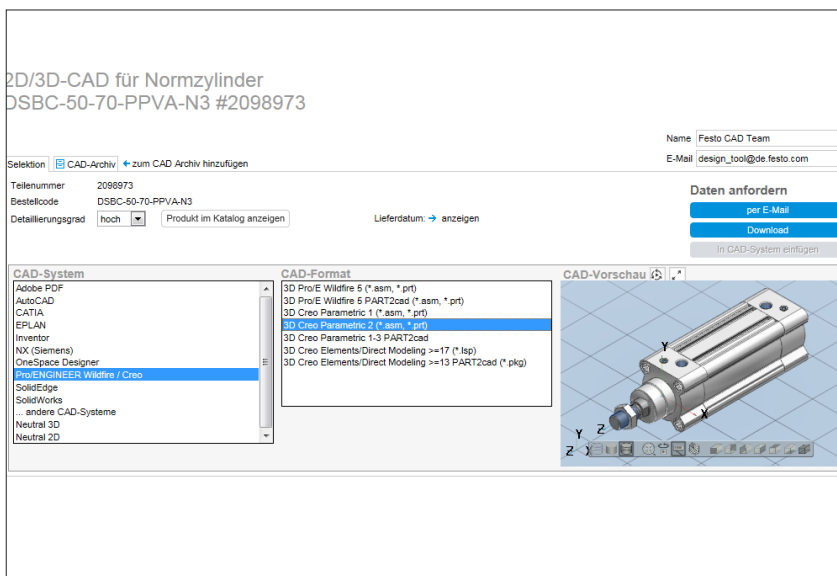 2D/3D-CAD für Normzylinder
DSBC-50-70-PPVA-N3 #2098973
Name Festo CAD Team
E-Mail design_tool@de.festo.com
Selektion CAD-Archiv zum CAD Archiv hinzufügen
Teilenummer 2098973
Bestellcode DSBC-50-70-PPVA-N3
Detaillierungsgrad hoch Produkt im Katalog anzeigen Lieferdatum: → anzeigen
Daten anfordern
per E-Mail
Download
In CAD-System einfügen
CAD-System
Adobe PDF
AutoCAD
CATIA
EPLAN
Inventor
NX (Siemens)
OneSpace Designer
Pro/ENGINEER Wildfire / Creo
SolidEdge
SolidWorks
... andere CAD-Systeme
Neutral 3D
Neutral 2D
CAD-Format
3D Pro/E Wildfire 5 (*.asm, *.prt)
3D Pro/E Wildfire 5 PART2cad (*.asm, *.prt)
3D Creo Parametric 1 (*.asm, *.prt)
3D Creo Parametric 2 (*.asm, *.prt)
3D Creo Parametric 1-3 PART2cad
3D Creo Elements/Direct Modeling >=17 (*.lsp)
3D Creo Elements/Direct Modeling >=13 PART2cad (*.pkg)
CAD-Vorschau
Y
X
Z
Y
Z
X